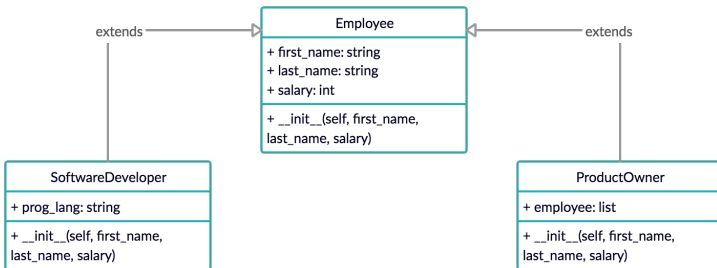 Employee
extends
extends
+ first_name: string
+ last_name: string
+ salary: int
+ __init__(self, first_name,
last_name, salary)
SoftwareDeveloper
+ prog_lang: string
+ __init__(self, first_name,
last_name, salary)
ProductOwner
+ employee: list
+ __init__(self, first_name,
last_name, salary)